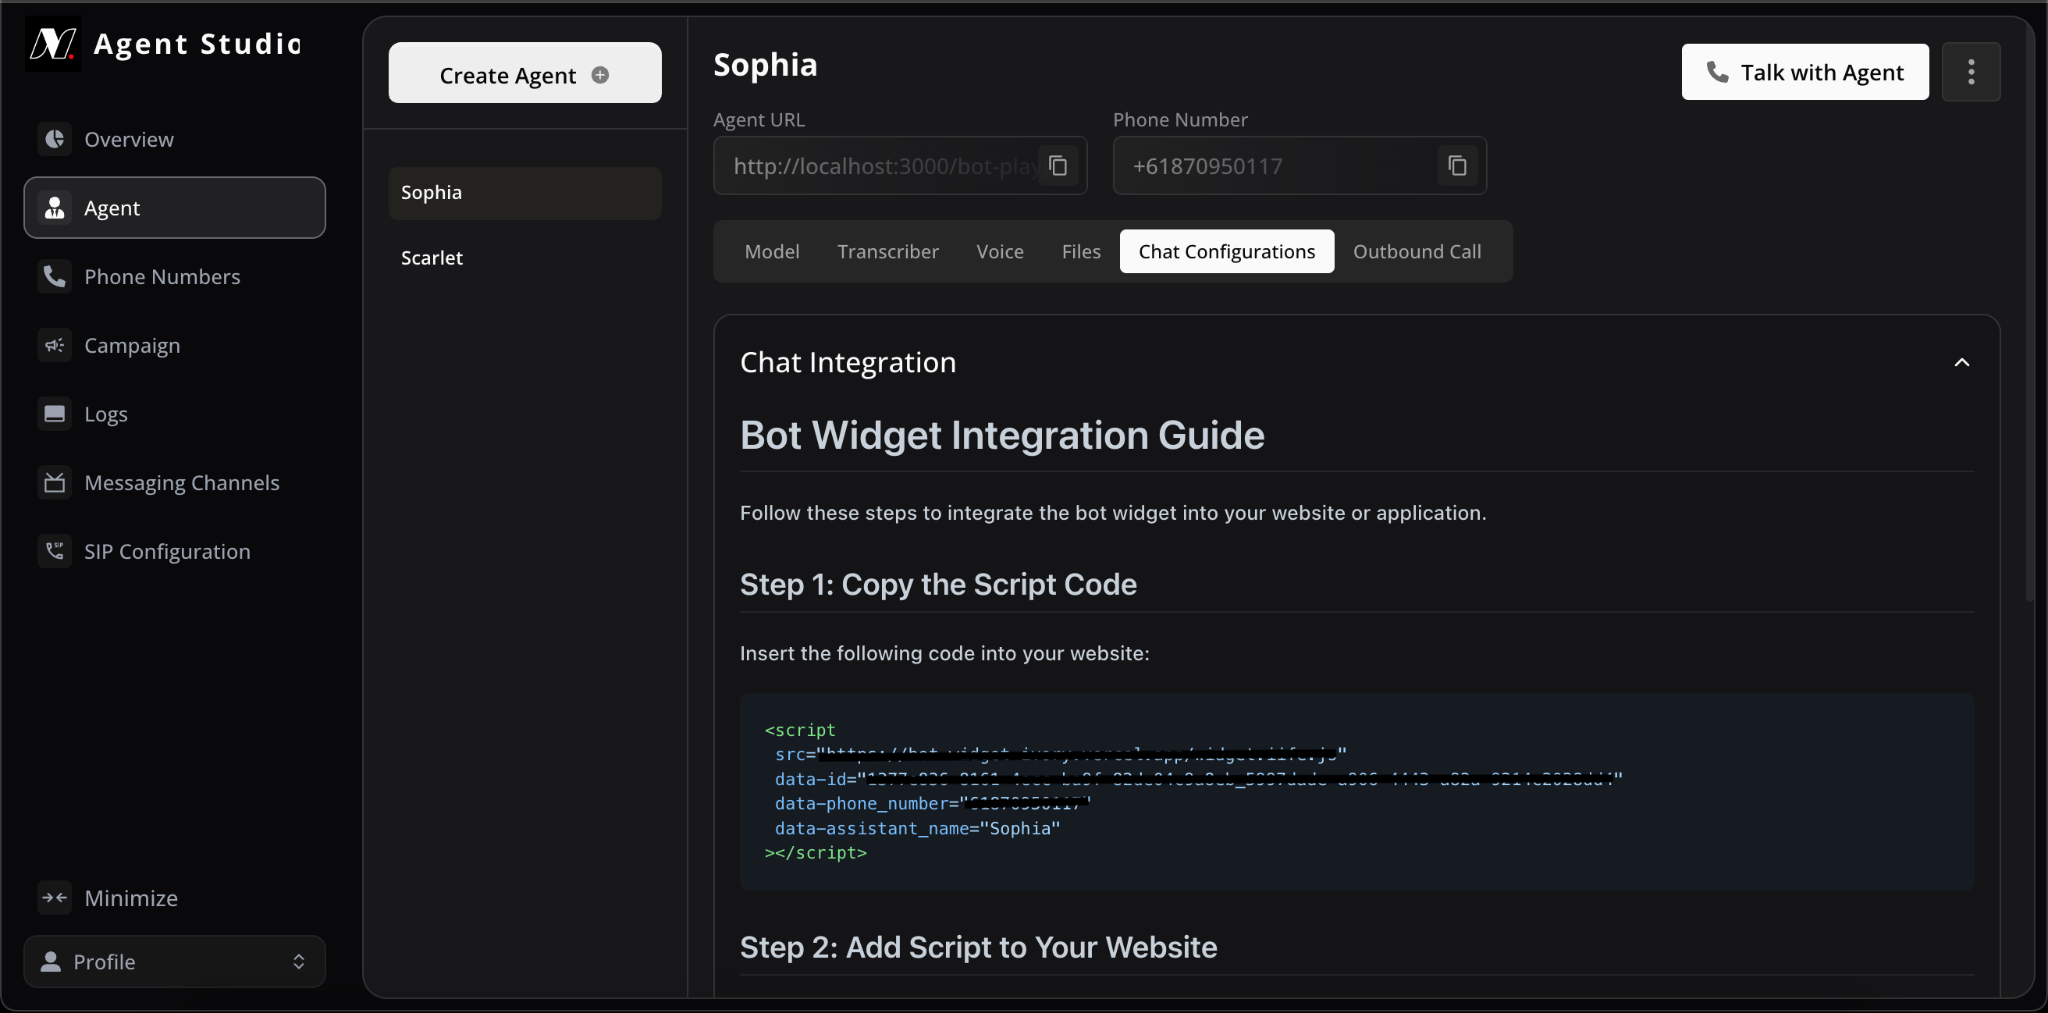 Agent Studio
Overview
Agent
Phone Numbers
Campaign
Logs
Messaging Channels
SIP Configuration
Minimize
Profile
Create Agent
Sophia
Scarlet
Sophia
Talk with Agent
Agent URL
Phone Number
http://localhost:3000/bot-play
+61870950117
Model
Transcriber
Voice
Files
Chat Configurations
Outbound Call
Chat Integration
Bot Widget Integration Guide
Follow these steps to integrate the bot widget into your website or application.
Step 1: Copy the Script Code
Insert the following code into your website:
<script
src="
data-id="
data-phone_number="
data-assistant_name="Sophia"
></script>
Step 2: Add Script to Your Website